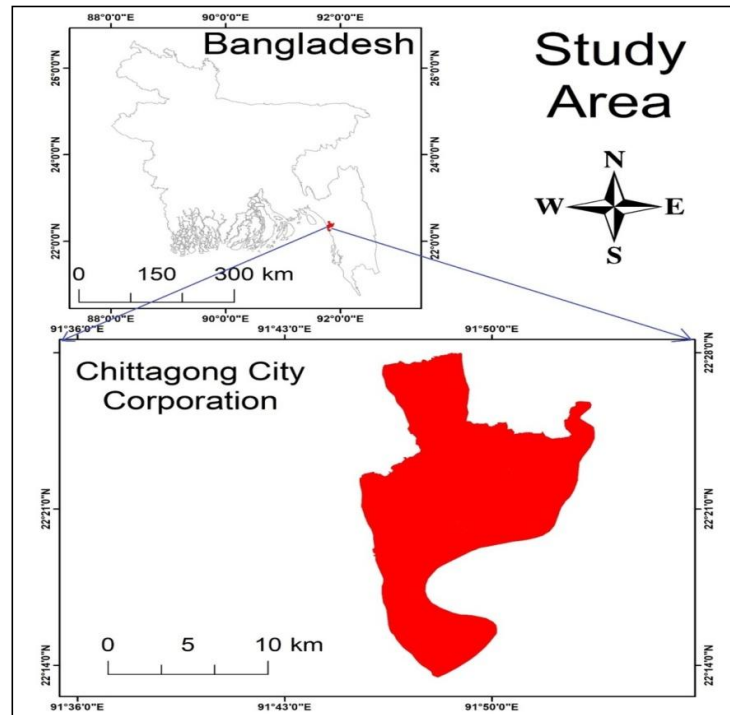 88°0'0"E 90°0'0"E 92°0'0"E
Bangladesh
Study
Area
26°0'0"N
26°0'0"N
24°0'0"N
24°0'0"N
22°0'0"N
22°0'0"N
N
W E
S
0 150 300 km
88°0'0"E 90°0'0"E 92°0'0"E
91°36'0"E 91°43'0"E 91°50'0"E
Chittagong City
Corporation
22°28'0"N
22°21'0"N
22°21'0"N
22°14'0"N
22°14'0"N
0 5 10 km
91°36'0"E 91°43'0"E 91°50'0"E